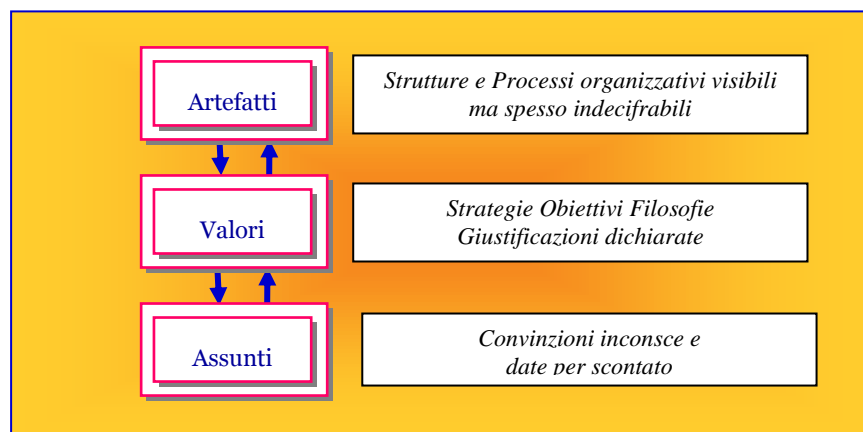 Artefatti
Strutture e Processi organizzativi visibili
ma spesso indecifrabili
Valori
Strategie Obiettivi Filosofie
Giustificazioni dichiarate
Assunti
Convinzioni inconsce e
date per scontato